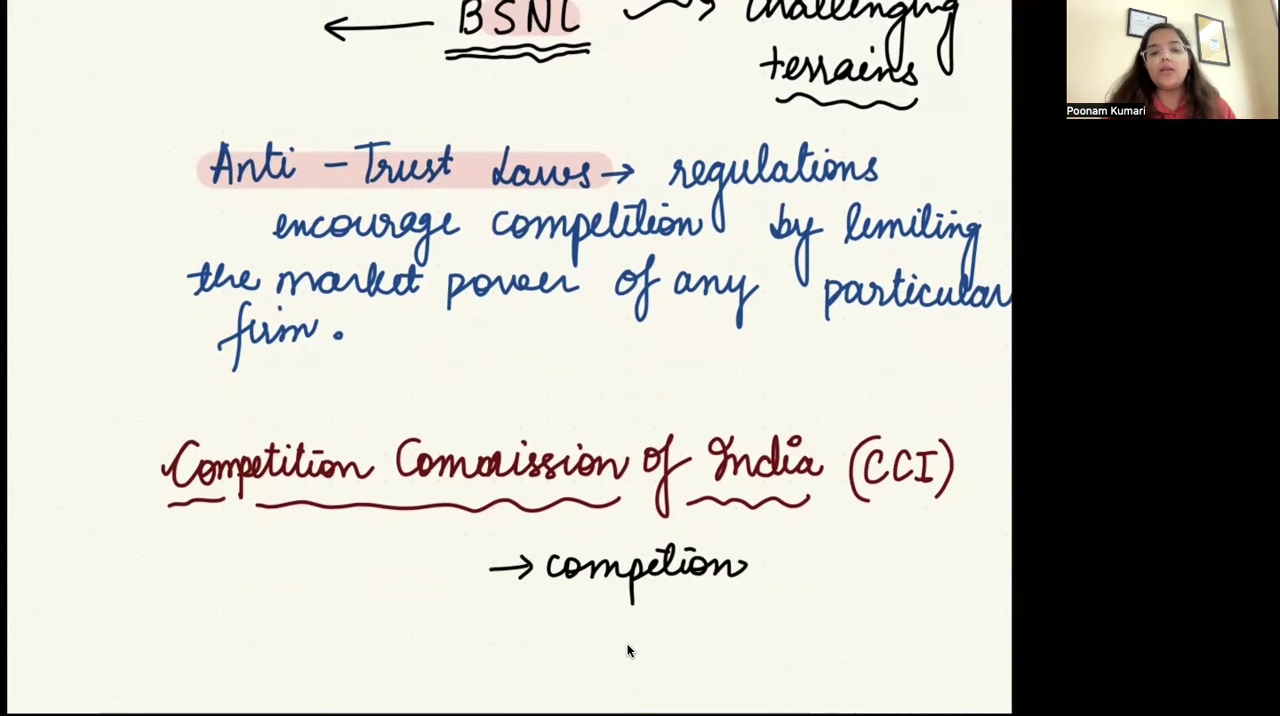 BSNL → challenging
terrains
Poonam Kumari
Anti - Trust Laws → regulations
encourage competition by limiting
the market power of any particular
firm.
Competition Commission of India (CCI)
→ competion